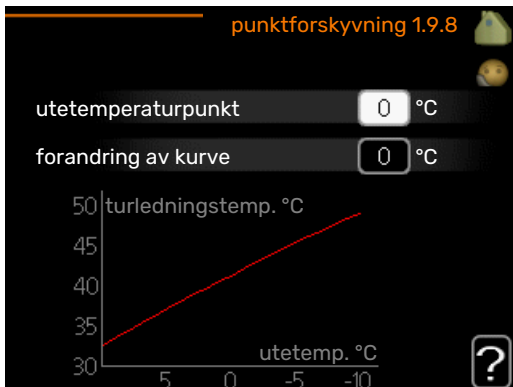 punktforskyvning 1.9.8
utetemperaturpunkt 0 °C
forandring av kurve 0 °C
turledningstemp. °C
50
45
40
35
30
utetemp. °C
5 0 -5 -10
?